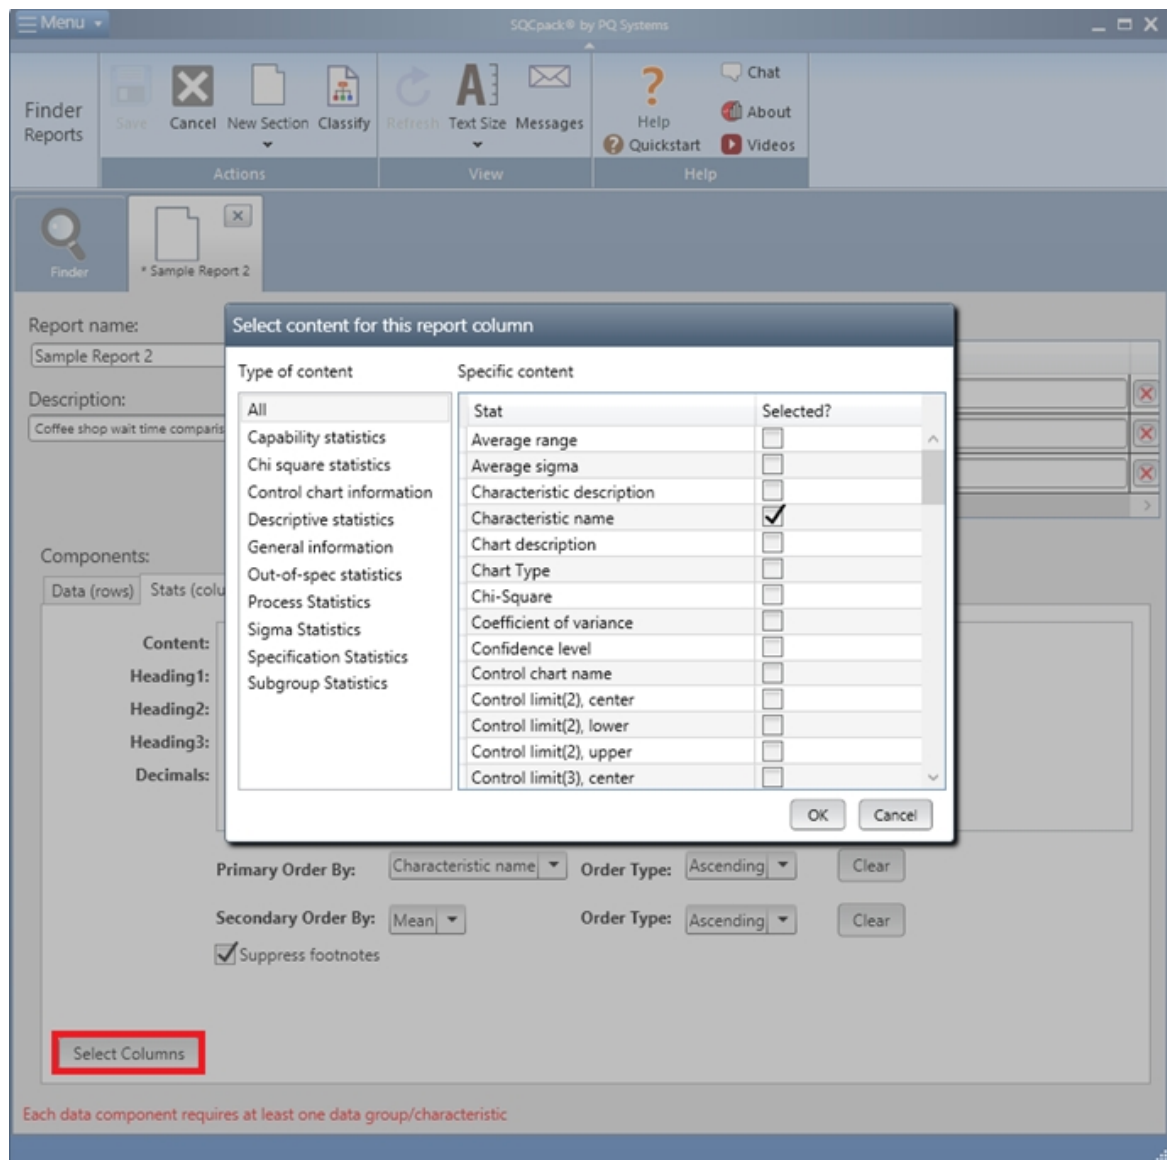 Menu
SQCpack® by PQ Systems
Finder
Reports
Save
Cancel
New Section
Classify
Refresh
Text Size
Messages
Help
Quickstart
Chat
About
Videos
Actions
View
Help
Finder
* Sample Report 2
Report name:
Sample Report 2
Description:
Coffee shop wait time comparis
Select content for this report column
Type of content
All
Capability statistics
Chi square statistics
Control chart information
Descriptive statistics
General information
Out-of-spec statistics
Process Statistics
Sigma Statistics
Specification Statistics
Subgroup Statistics
Specific content
Stat Selected?
Average range
Average sigma
Characteristic description
Characteristic name
Chart description
Chart Type
Chi-Square
Coefficient of variance
Confidence level
Control chart name
Control limit(2), center
Control limit(2), lower
Control limit(2), upper
Control limit(3), center
OK Cancel
Components:
Data (rows) Stats (colu
Content:
Heading1:
Heading2:
Heading3:
Decimals:
Primary Order By: Characteristic name Order Type: Ascending Clear
Secondary Order By: Mean Order Type: Ascending Clear
Suppress footnotes
Select Columns
Each data component requires at least one data group/characteristic